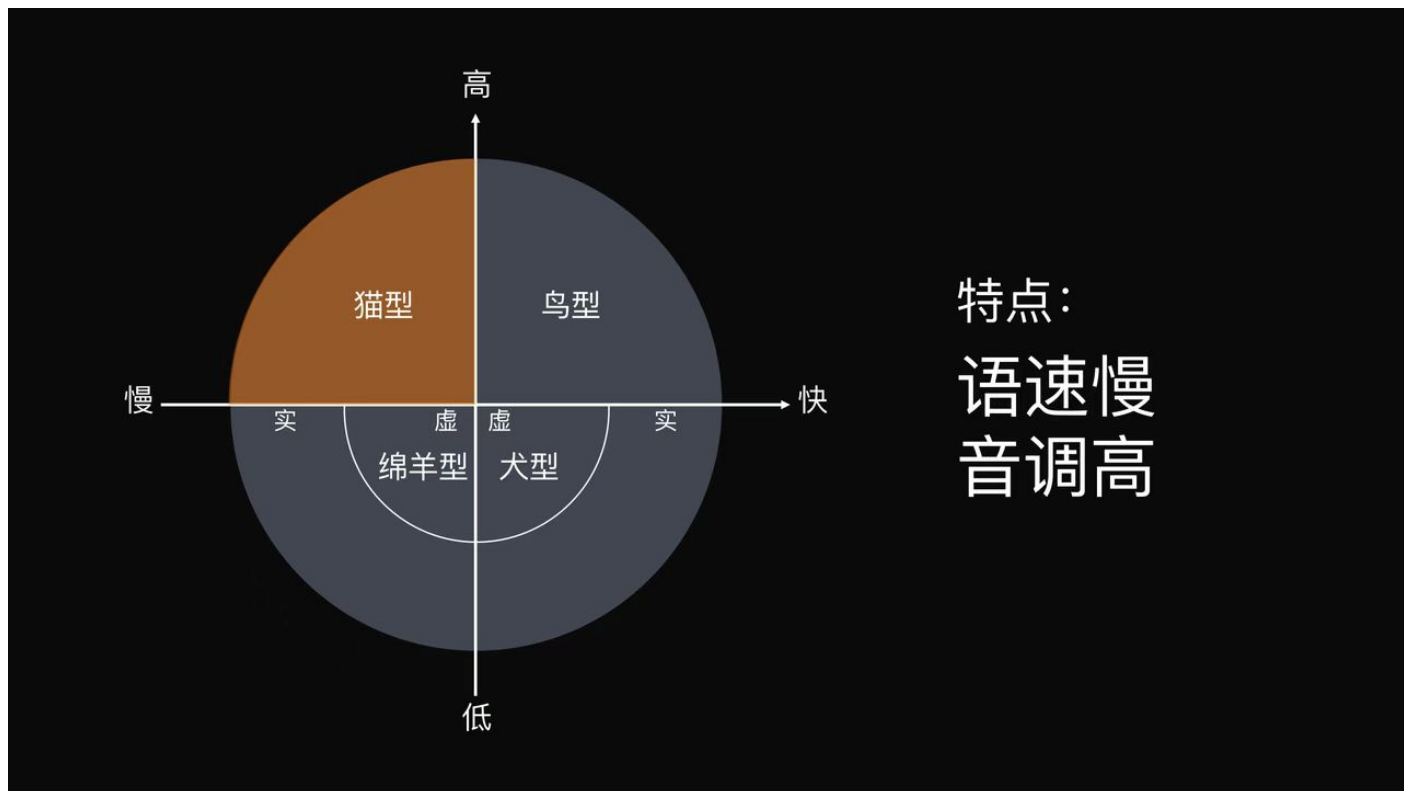 高
猫型 鸟型
慢 快
实 虚 虚 实
绵羊型 犬型
低
特点：
语速慢
音调高